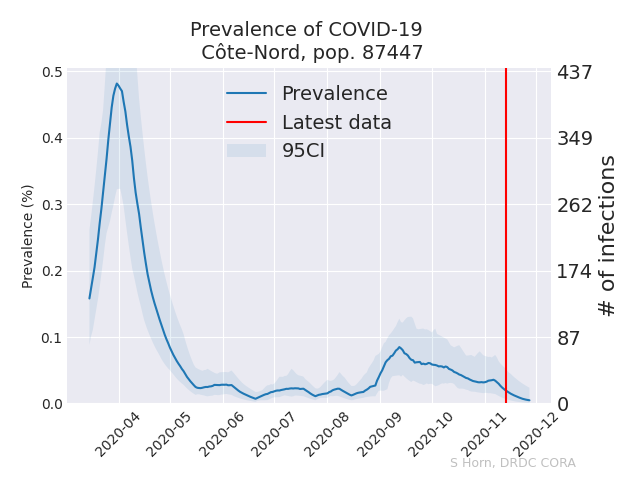 Prevalence of COVID-19
Côte-Nord, pop. 87447
Prevalence
Latest data
95CI
Prevalence (%)
0.5
0.4
0.3
0.2
0.1
0.0
437
349
262
174
87
0
# of infections
2020-04
2020-05
2020-06
2020-07
2020-08
2020-09
2020-10
2020-11
2020-12
S Horn, DRDC CORA